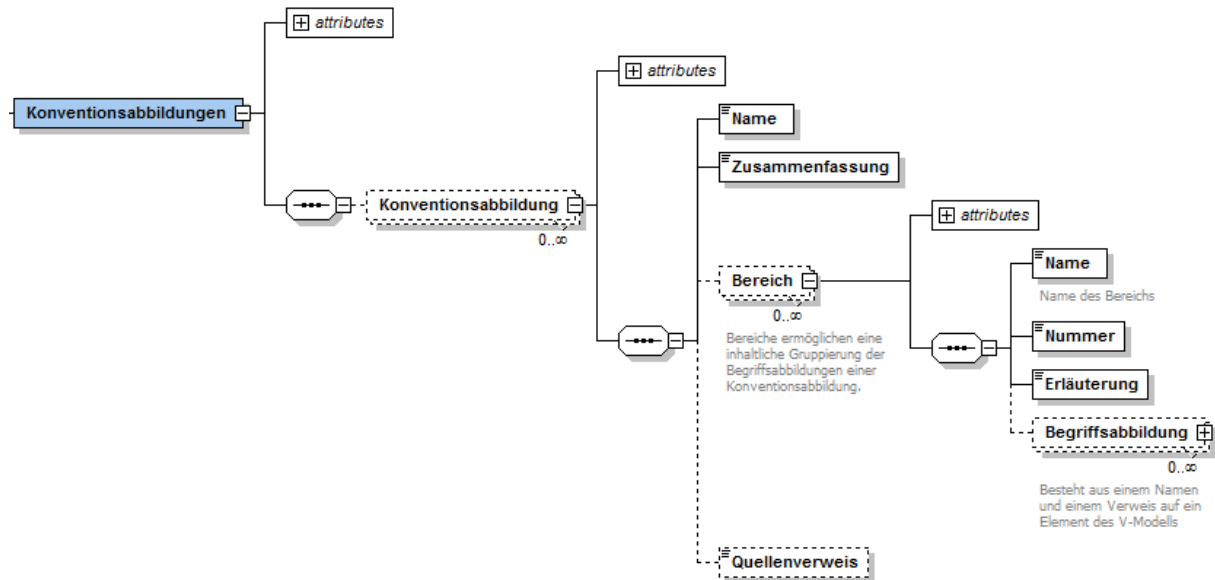 attributes
Konventionsabbildungen
Konventionsabbildung
0..∞
attributes
Name
Zusammenfassung
Bereich
0..∞
Bereiche ermöglichen eine
inhaltliche Gruppierung der
Begriffsabbildungen einer
Konventionsabbildung.
attributes
Name
Name des Bereichs
Nummer
Erläuterung
Begriffsabbildung
0..∞
Besteht aus einem Namen
und einem Verweis auf ein
Element des V-Modells
Quellenverweis